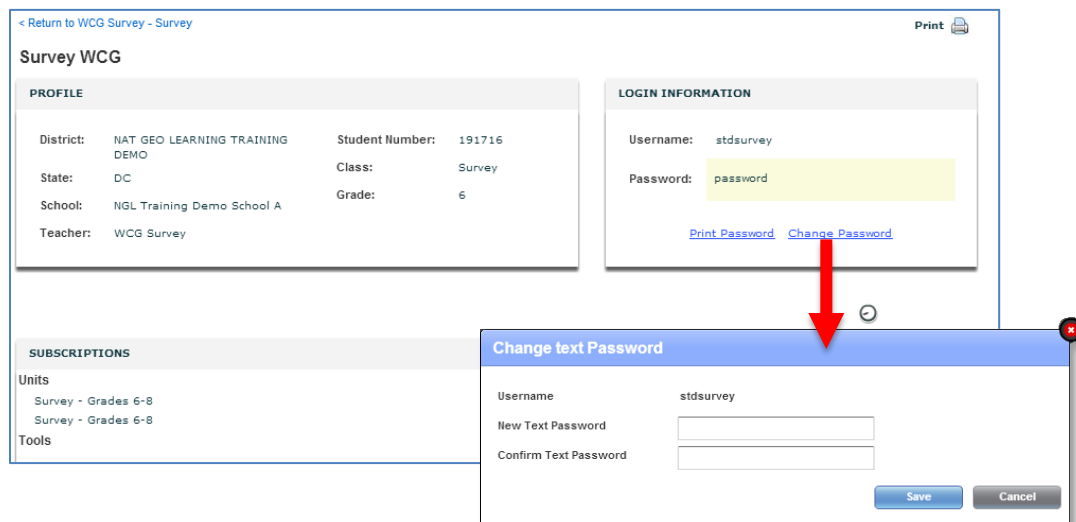 < Return to WCG Survey - Survey
Print
Survey WCG
PROFILE
District: NAT GEO LEARNING TRAINING
DEMO
State: DC
School: NGL Training Demo School A
Teacher: WCG Survey
Student Number: 191716
Class: Survey
Grade: 6
LOGIN INFORMATION
Username: stdsurvey
Password: password
Print Password Change Password
SUBSCRIPTIONS
Units
Survey - Grades 6-8
Survey - Grades 6-8
Tools
Change text Password
Username stdsurvey
New Text Password
Confirm Text Password
Save Cancel